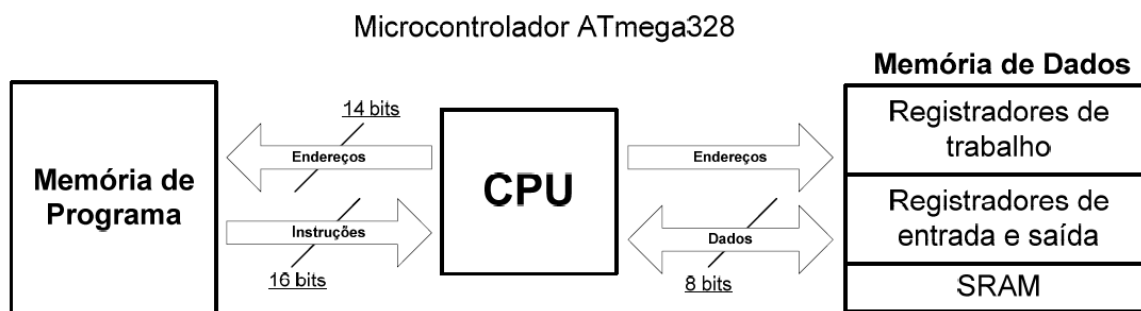 Microcontrolador ATmega328
Memória de Dados
14 bits
Endereços
Memória de
Programa
Instruções
16 bits
CPU
Endereços
Dados
8 bits
Registradores de
trabalho
Registradores de
entrada e saída
SRAM